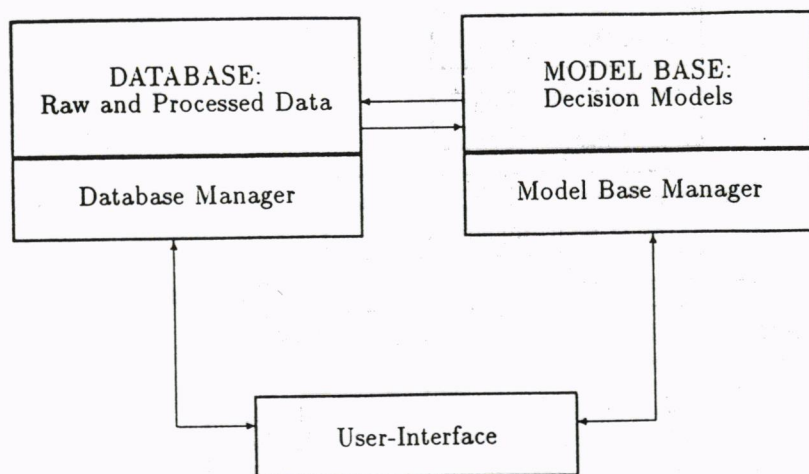 DATABASE:
Raw and Processed Data
Database Manager
MODEL BASE:
Decision Models
Model Base Manager
User-Interface